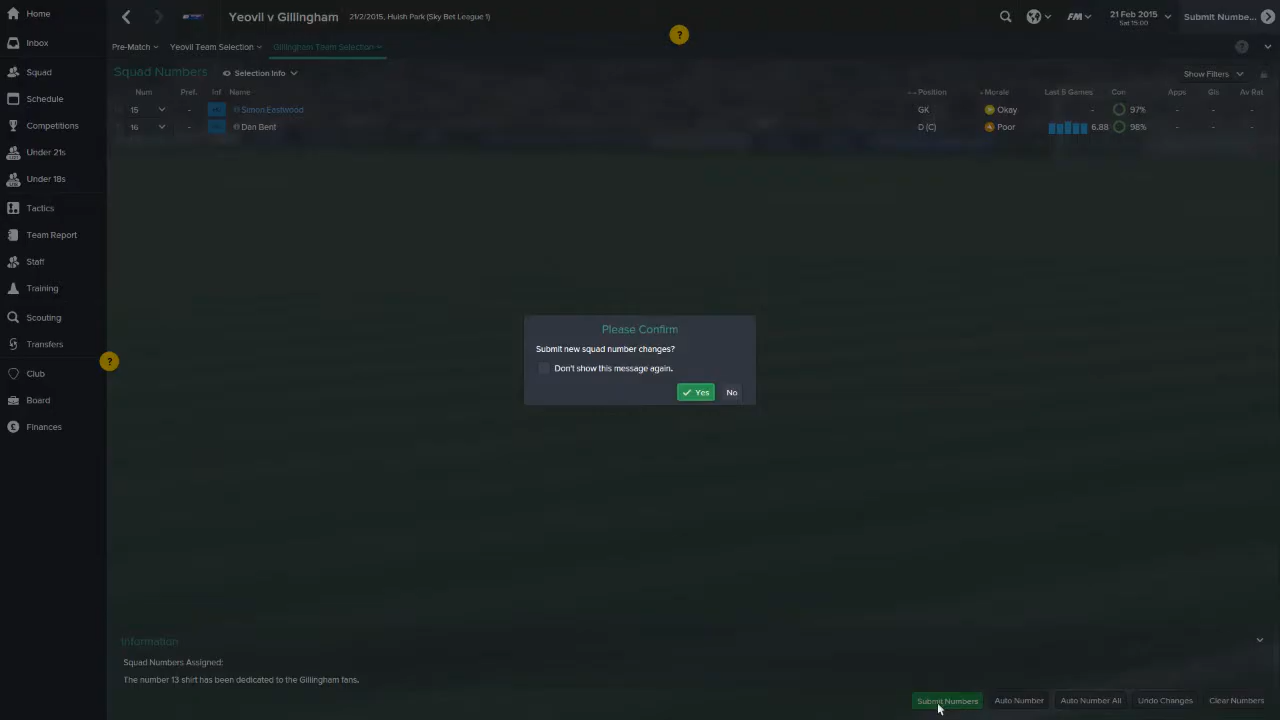 Home
Yeovil v Gillingham
21/2/2015, Huish Park (Sky Bet League 1)
FM
21 Feb 2015
Sat 15:00
Submit Numbe...
Inbox
Pre-Match
Yeovil Team Selection
Gillingham Team Selection
?
?
Squad
Squad Numbers
Selection Info
Show Filters
Schedule
Num Pref. Inf Name Position Morale Last 5 Games Con Apps Gls Av Rat
15 - Simon Eastwood GK Okay - 97% - - -
16 - Dan Bent D (C) Poor 6.88 98% - - -
Competitions
Under 21s
Under 18s
Tactics
Team Report
Staff
Training
Scouting
Transfers
?
Club
Board
Finances
Please Confirm
Submit new squad number changes?
Don't show this message again.
Yes No
Information
Squad Numbers Assigned:
The number 13 shirt has been dedicated to the Gillingham fans.
Submit Numbers Auto Number Auto Number All Undo Changes Clear Numbers